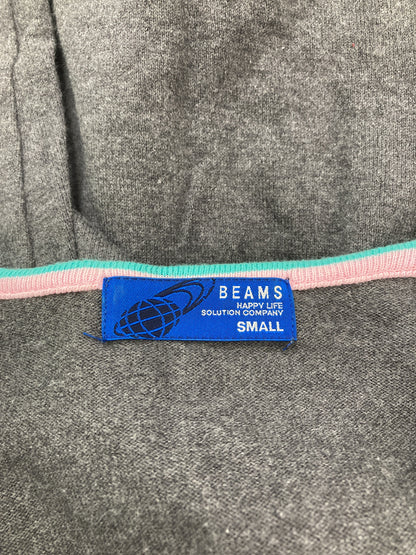 BEAMS
HAPPY LIFE
SOLUTION COMPANY
SMALL